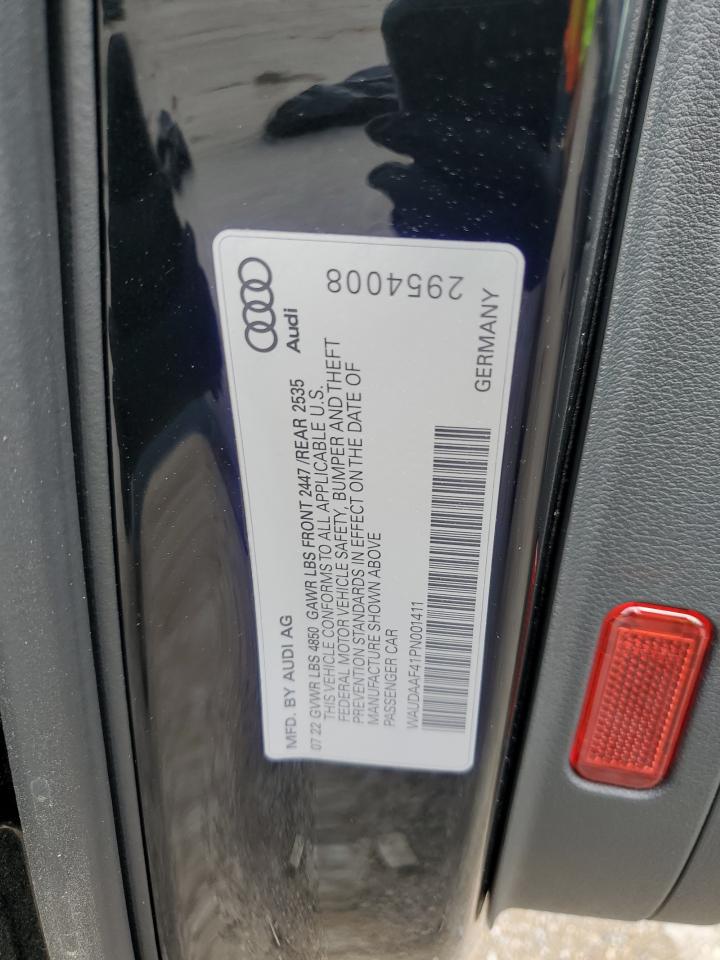 MFD. BY AUDI AG
Audi
07 22 GVWR LBS 4850 GAWR LBS FRONT 2447 /REAR 2535
THIS VEHICLE CONFORMS TO ALL APPLICABLE U.S.
FEDERAL MOTOR VEHICLE SAFETY, BUMPER AND THEFT
PREVENTION STANDARDS IN EFFECT ON THE DATE OF
MANUFACTURE SHOWN ABOVE
PASSENGER CAR
WAUDAAF41PN001411
GERMANY
2954008